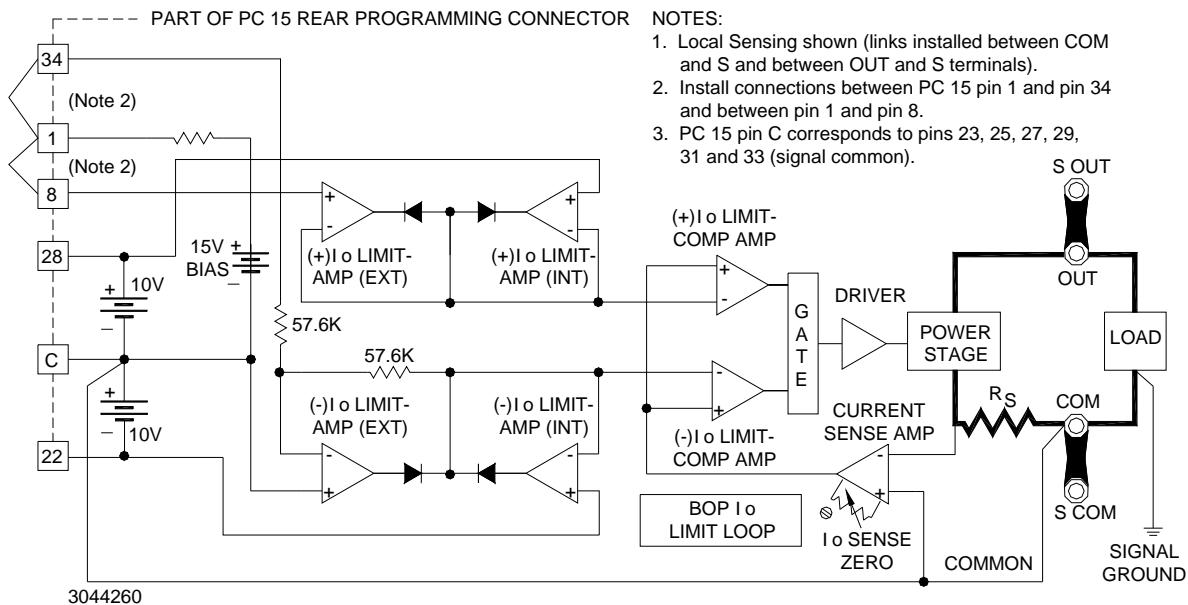 PART OF PC 15 REAR PROGRAMMING CONNECTOR
NOTES:
1. Local Sensing shown (links installed between COM
and S and between OUT and S terminals).
2. Install connections between PC 15 pin 1 and pin 34
and between pin 1 and pin 8.
3. PC 15 pin C corresponds to pins 23, 25, 27, 29,
31 and 33 (signal common).
34
(Note 2)
1
(Note 2)
8
28
10V
+
–
C
+
–
10V
22
15V
BIAS
+
–
57.6K
57.6K
+
-
(+)I o LIMIT-
AMP (EXT)
+
-
(+)I o LIMIT-
AMP (INT)
(-)I o LIMIT-
AMP (EXT)
-
+
(-)I o LIMIT-
AMP (INT)
-
+
(+)I o LIMIT-
COMP AMP
+
-
-
+
(-)I o LIMIT-
COMP AMP
G
A
T
E
DRIVER
POWER
STAGE
S OUT
OUT
LOAD
RS
COM
S COM
CURRENT
SENSE AMP
-
+
I o SENSE
ZERO
BOP I o
LIMIT LOOP
COMMON
SIGNAL
GROUND
3044260